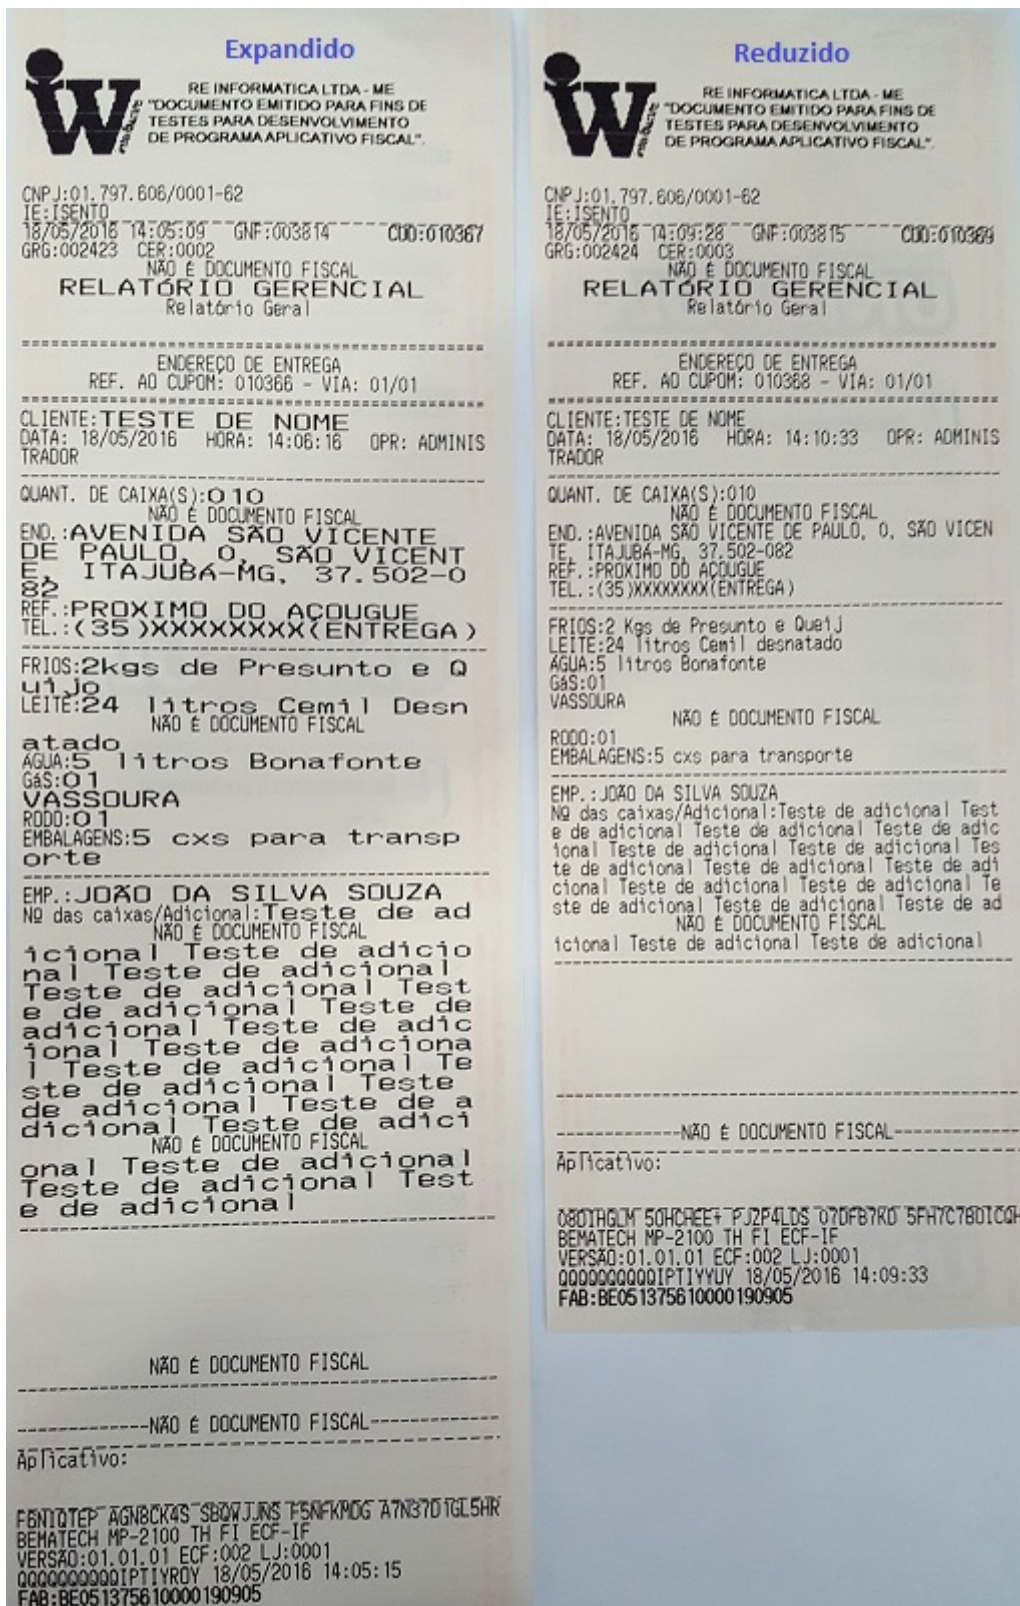 Expandido
iW
RE INFORMATICA LTDA - ME
"DOCUMENTO EMITIDO PARA FINS DE
TESTES PARA DESENVOLVIMENTO
DE PROGRAMA APLICATIVO FISCAL".
CNPJ:01.797.606/0001-62
IE:ISENTO
18/05/2016 14:05:09 GNF:003814 COO:010367
GRG:002423 CER:0002
NÃO É DOCUMENTO FISCAL
RELATÓRIO GERENCIAL
Relatório Geral
ENDEREÇO DE ENTREGA
REF. AO CUPOM: 010366 - VIA: 01/01
CLIENTE:TESTE DE NOME
DATA: 18/05/2016 HORA: 14:06:16 OPR: ADMINIS
TRADOR
QUANT. DE CAIXA(S):010
NÃO É DOCUMENTO FISCAL
END.:AVENIDA SÃO VICENTE
DE PAULO, 0, SÃO VICENT
E, ITAJUBÁ-MG, 37.502-0
82
REF.:PROXIMO DO AÇOUGUE
TEL.:(35)XXXXXXXX(ENTREGA)
FRIOS:2kgs de Presunto e Q
uijo
LEITE:24 litros Cemil Desn
NÃO É DOCUMENTO FISCAL
atado
ÁGUA:5 litros Bonafonte
GáS:01
VASSOURA
RODO:01
EMBALAGENS:5 cxs para transp
orte
EMP.:JOÃO DA SILVA SOUZA
Nº das caixas/Adicional:Teste de ad
NÃO É DOCUMENTO FISCAL
icional Teste de adicio
nal Teste de adicional
Teste de adicional Test
e de adicional Teste de
adicional Teste de adic
ional Teste de adiciona
l Teste de adicional Te
ste de adicional Teste
de adicional Teste de a
dicional Teste de adici
NÃO É DOCUMENTO FISCAL
onal Teste de adicional
Teste de adicional Test
e de adicional
NÃO É DOCUMENTO FISCAL
-------------NÃO É DOCUMENTO FISCAL-------------
Aplicativo:
BEMATECH MP-2100 TH FI ECF-IF
VERSÃO:01.01.01 ECF:002 LJ:0001
QQQQQQQQQQIPTIYROY 18/05/2016 14:05:15
FAB:BE051375610000190905
Reduzido
iW
RE INFORMATICA LTDA - ME
"DOCUMENTO EMITIDO PARA FINS DE
TESTES PARA DESENVOLVIMENTO
DE PROGRAMA APLICATIVO FISCAL".
CNPJ:01.797.606/0001-62
IE:ISENTO
18/05/2016 14:09:28 GNF:003815 COO:010369
GRG:002424 CER:0003
NÃO É DOCUMENTO FISCAL
RELATÓRIO GERENCIAL
Relatório Geral
ENDEREÇO DE ENTREGA
REF. AO CUPOM: 010368 - VIA: 01/01
CLIENTE:TESTE DE NOME
DATA: 18/05/2016 HORA: 14:10:33 OPR: ADMINIS
TRADOR
QUANT. DE CAIXA(S):010
NÃO É DOCUMENTO FISCAL
END.:AVENIDA SÃO VICENTE DE PAULO, 0, SÃO VICEN
TE, ITAJUBÁ-MG, 37.502-082
REF.:PROXIMO DO AÇOUGUE
TEL.:(35)XXXXXXXX(ENTREGA)
FRIOS:2 Kgs de Presunto e Queij
LEITE:24 litros Cemil desnatado
ÁGUA:5 litros Bonafonte
GáS:01
VASSOURA
NÃO É DOCUMENTO FISCAL
RODO:01
EMBALAGENS:5 cxs para transporte
EMP.:JOÃO DA SILVA SOUZA
Nº das caixas/Adicional:Teste de adicional Test
e de adicional Teste de adicional Teste de adic
ional Teste de adicional Teste de adicional Tes
te de adicional Teste de adicional Teste de adi
cional Teste de adicional Teste de adicional Te
ste de adicional Teste de adicional Teste de ad
NÃO É DOCUMENTO FISCAL
icional Teste de adicional Teste de adicional
-------------NÃO É DOCUMENTO FISCAL-------------
Aplicativo:
BEMATECH MP-2100 TH FI ECF-IF
VERSÃO:01.01.01 ECF:002 LJ:0001
QQQQQQQQQQIPTIYYUY 18/05/2016 14:09:33
FAB:BE051375610000190905